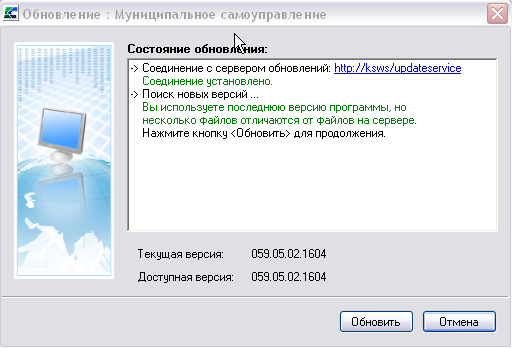 Обновление : Муниципальное самоуправление
Состояние обновления:
-> Соединение с сервером обновлений: http://ksws/updateservice
Соединение установлено.
-> Поиск новых версий ...
Вы используете последнюю версию программы, но
несколько файлов отличаются от файлов на сервере.
Нажмите кнопку <Обновить> для продолжения.
Текущая версия: 059.05.02.1604
Доступная версия: 059.05.02.1604
Обновить Отмена